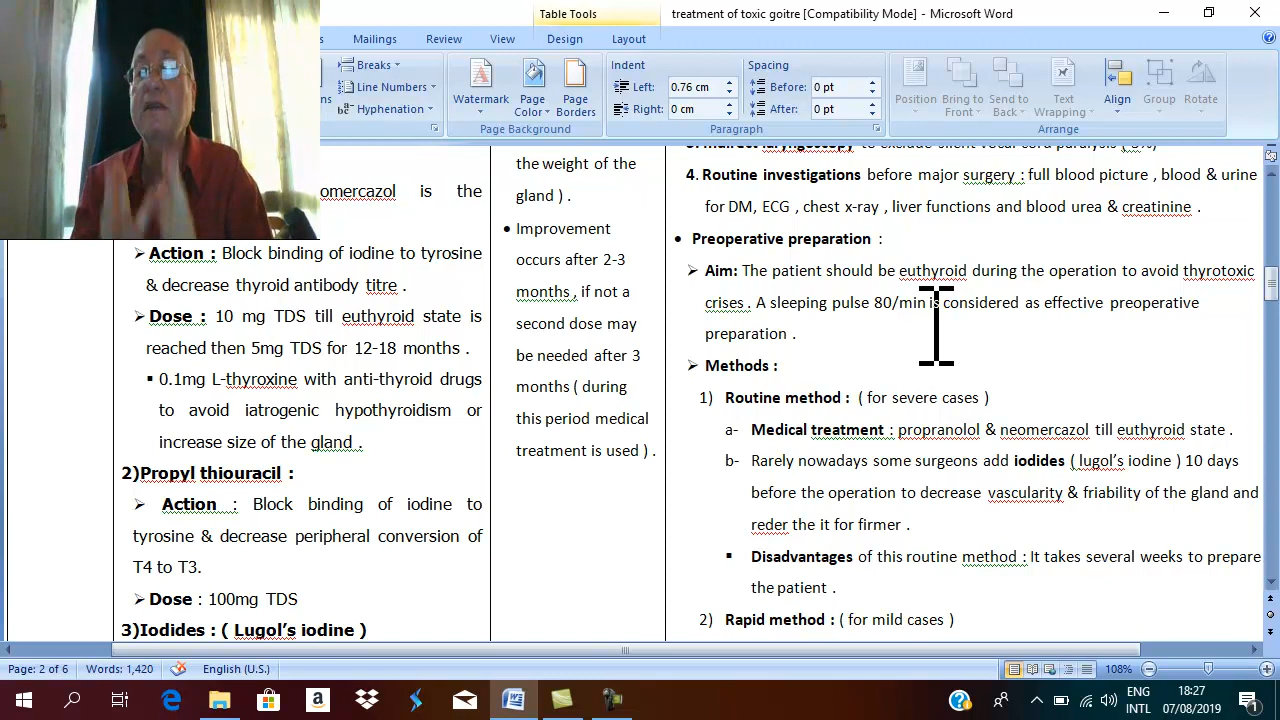 Table Tools
treatment of toxic goitre [Compatibility Mode] - Microsoft Word
Mailings Review View Design Layout
Breaks
Line Numbers
Hyphenation
Watermark
Page Color
Page Borders
Page Background
Indent
Left: 0.76 cm
Right: 0 cm
Spacing
Before: 0 pt
After: 0 pt
Paragraph
Position
Bring to Front
Send to Back
Text Wrapping
Align
Group
Rotate
Arrange
omercazol is the
Action : Block binding of iodine to tyrosine
& decrease thyroid antibody titre .
Dose : 10 mg TDS till euthyroid state is
reached then 5mg TDS for 12-18 months .
0.1mg L-thyroxine with anti-thyroid drugs
to avoid iatrogenic hypothyroidism or
increase size of the gland .
2)Propyl thiouracil :
Action : Block binding of iodine to
tyrosine & decrease peripheral conversion of
T4 to T3.
Dose : 100mg TDS
3)Iodides : ( Lugol's iodine )
the weight of the
gland ) .
Improvement
occurs after 2-3
months , if not a
second dose may
be needed after 3
months ( during
this period medical
treatment is used ) .
4. Routine investigations before major surgery : full blood picture , blood & urine
for DM, ECG , chest x-ray , liver functions and blood urea & creatinine .
Preoperative preparation :
Aim: The patient should be euthyroid during the operation to avoid thyrotoxic
crises . A sleeping pulse 80/min is considered as effective preoperative
preparation .
Methods :
1) Routine method : ( for severe cases )
a- Medical treatment : propranolol & neomercazol till euthyroid state .
b- Rarely nowadays some surgeons add iodides ( lugol's iodine ) 10 days
before the operation to decrease vascularity & friability of the gland and
reder the it for firmer .
Disadvantages of this routine method : It takes several weeks to prepare
the patient .
2) Rapid method : ( for mild cases )
Page: 2 of 6 Words: 1,420 English (U.S.) 108%
ENG
INTL
18:27
07/08/2019